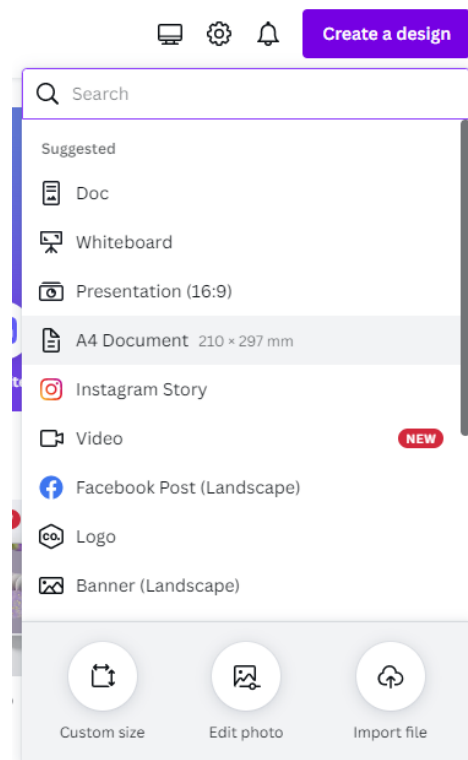 Create a design
Search
Suggested
Doc
Whiteboard
Presentation (16:9)
A4 Document 210 × 297 mm
Instagram Story
Video NEW
Facebook Post (Landscape)
co. Logo
Banner (Landscape)
Custom size Edit photo Import file